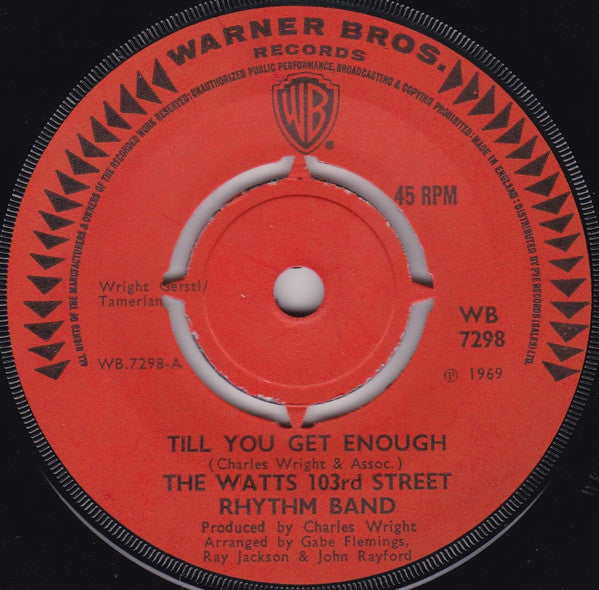 WARNER BROS.
RECORDS
ALL RIGHTS OF THE MANUFACTURERS & OWNERS OF THE RECORDED WORK RESERVED: UNAUTHORIZED PUBLIC PERFORMANCE, BROADCASTING & COPYING PROHIBITED: MADE IN ENGLAND: DISTRIBUTED BY PYE RECORDS (SALES) LTD.
WB
45 RPM
Wright Gerstl/
Tamerlan
WB
7298
WB.7298-A
℗ 1969
TILL YOU GET ENOUGH
(Charles Wright & Assoc.)
THE WATTS 103rd STREET
RHYTHM BAND
Produced by Charles Wright
Arranged by Gabe Flemings,
Ray Jackson & John Rayford